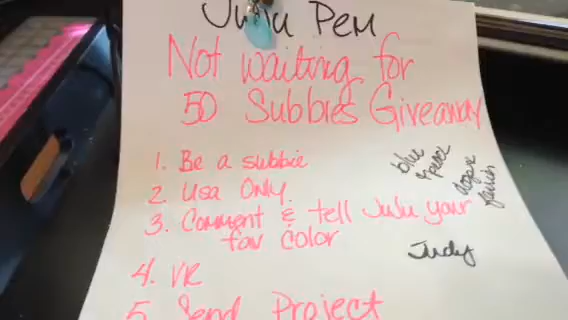 JuJu Pem
Not waiting for
50 Subbies Giveaway
1. Be a subbie
2. Usa Only.
3. Comment & tell JuJu your
fav color
4. VR
5. Send Project
blue
& peace
Judy